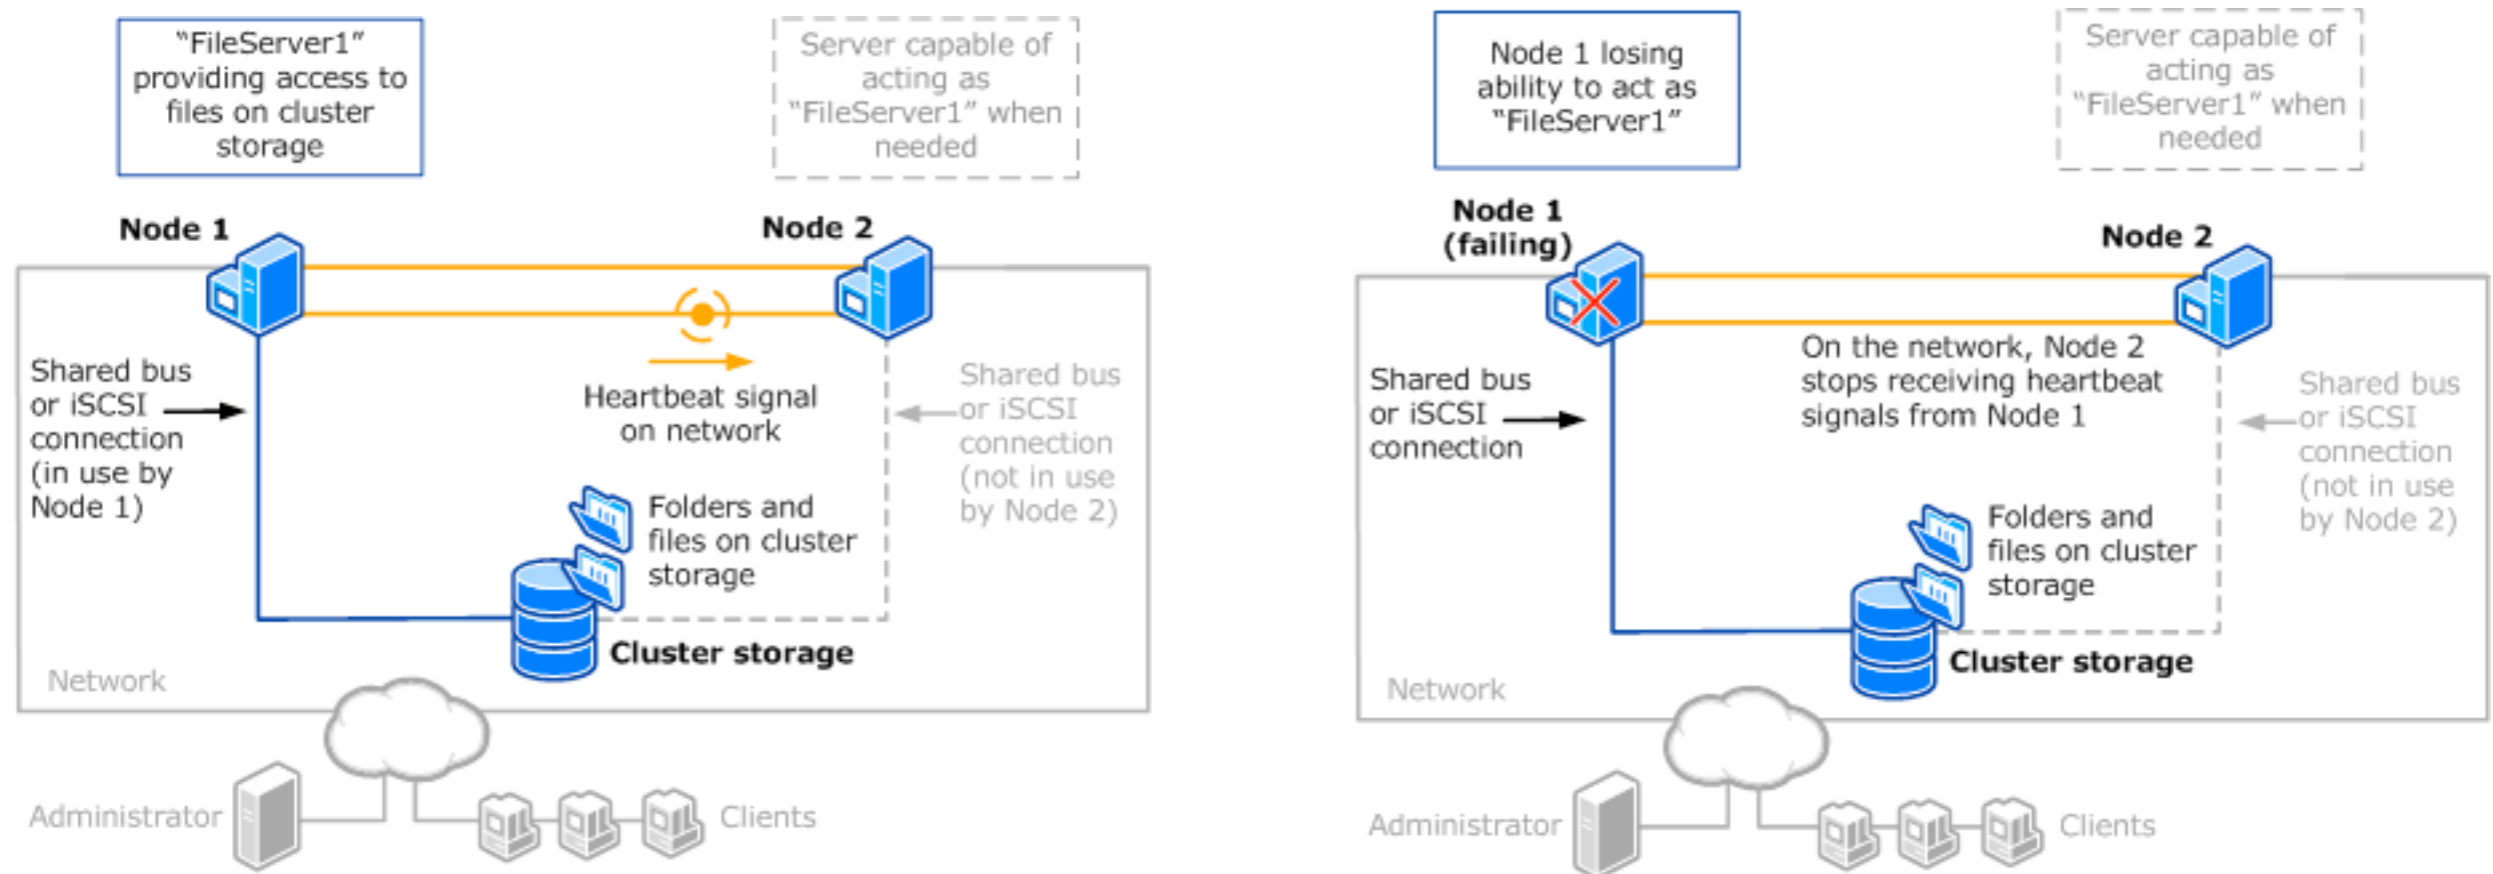 “FileServer1”
providing access to
files on cluster
storage
Server capable of
acting as
“FileServer1” when
needed
Node 1
Node 2
Shared bus
or iSCSI
connection
(in use by
Node 1)
Heartbeat signal
on network
Shared bus
or iSCSI
connection
(not in use
by Node 2)
Folders and
files on cluster
storage
Cluster storage
Network
Administrator
Clients
Node 1 losing
ability to act as
“FileServer1”
Server capable of
acting as
“FileServer1” when
needed
Node 1
(failing)
Node 2
Shared bus
or iSCSI
connection
On the network, Node 2
stops receiving heartbeat
signals from Node 1
Shared bus
or iSCSI
connection
(not in use
by Node 2)
Folders and
files on cluster
storage
Cluster storage
Network
Administrator
Clients